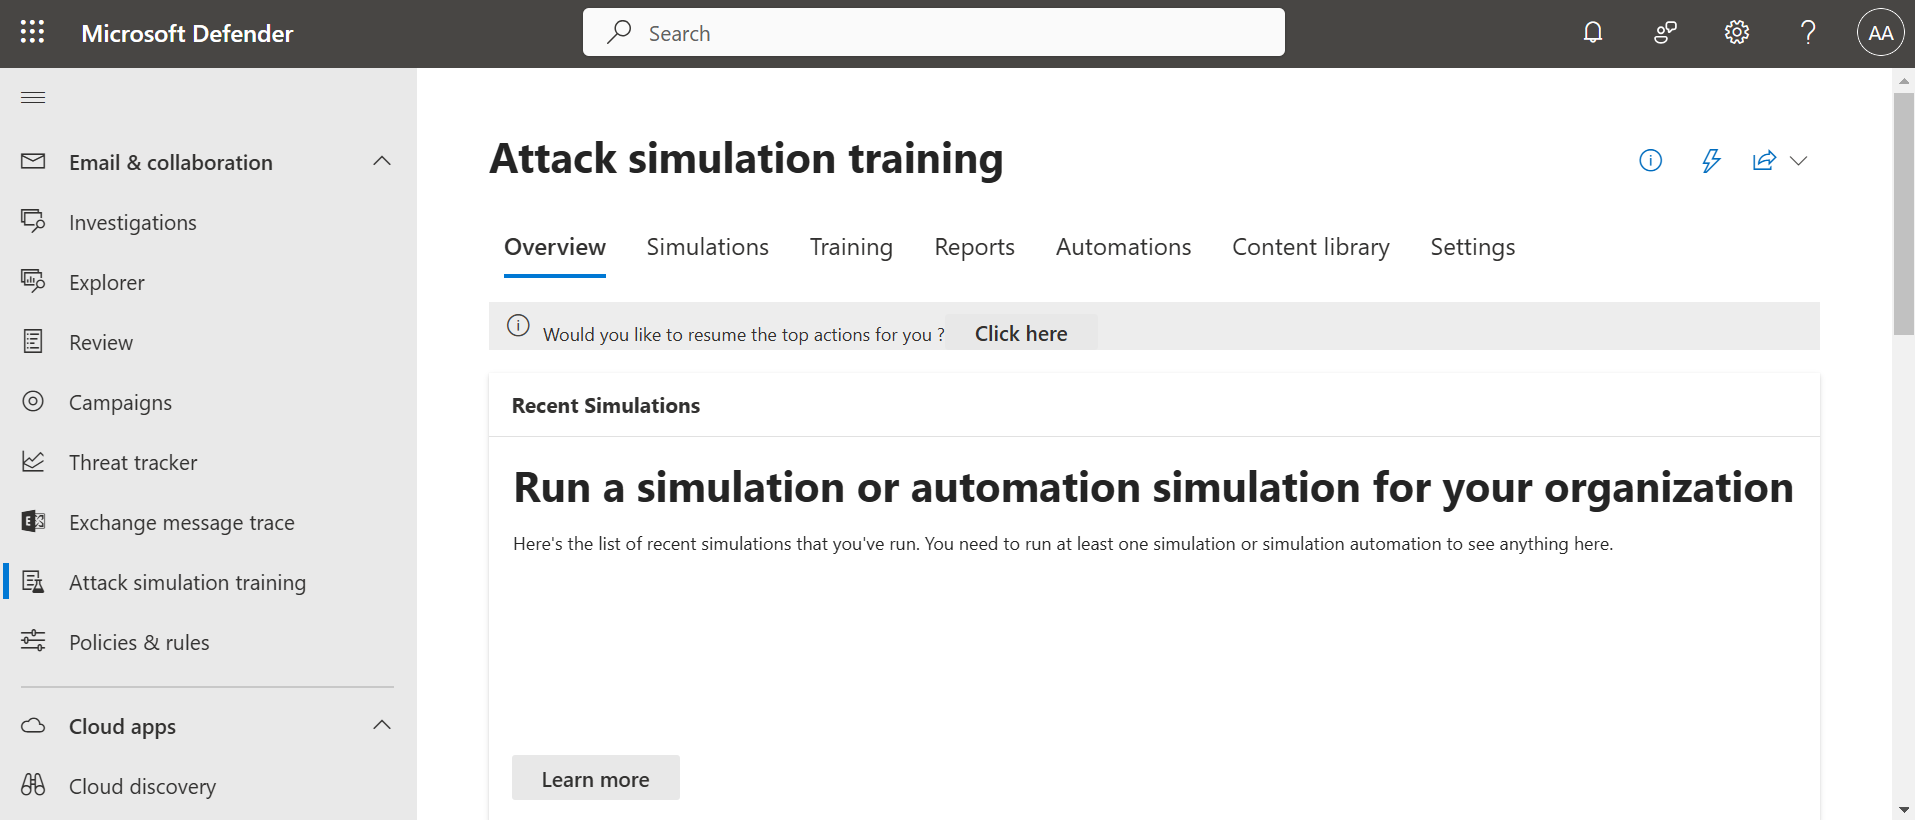 Microsoft Defender
Search
AA
Email & collaboration
Investigations
Explorer
Review
Campaigns
Threat tracker
Exchange message trace
Attack simulation training
Policies & rules
Cloud apps
Cloud discovery
Attack simulation training
Overview Simulations Training Reports Automations Content library Settings
Would you like to resume the top actions for you ? Click here
Recent Simulations
Run a simulation or automation simulation for your organization
Here's the list of recent simulations that you've run. You need to run at least one simulation or simulation automation to see anything here.
Learn more